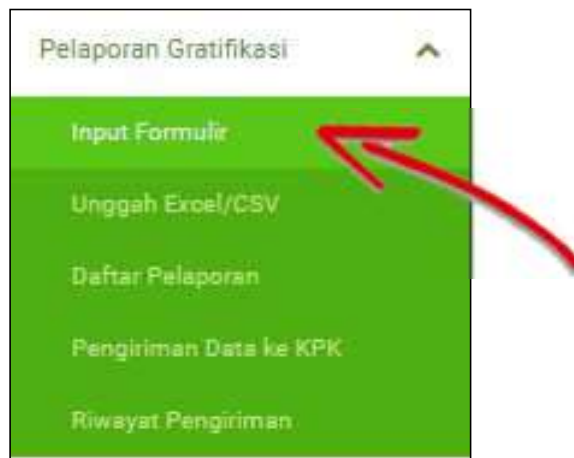 Pelaporan Gratifikasi
Input Formulir
Unggah Excel/CSV
Daftar Pelaporan
Pengiriman Data ke KPK
Riwayat Pengiriman